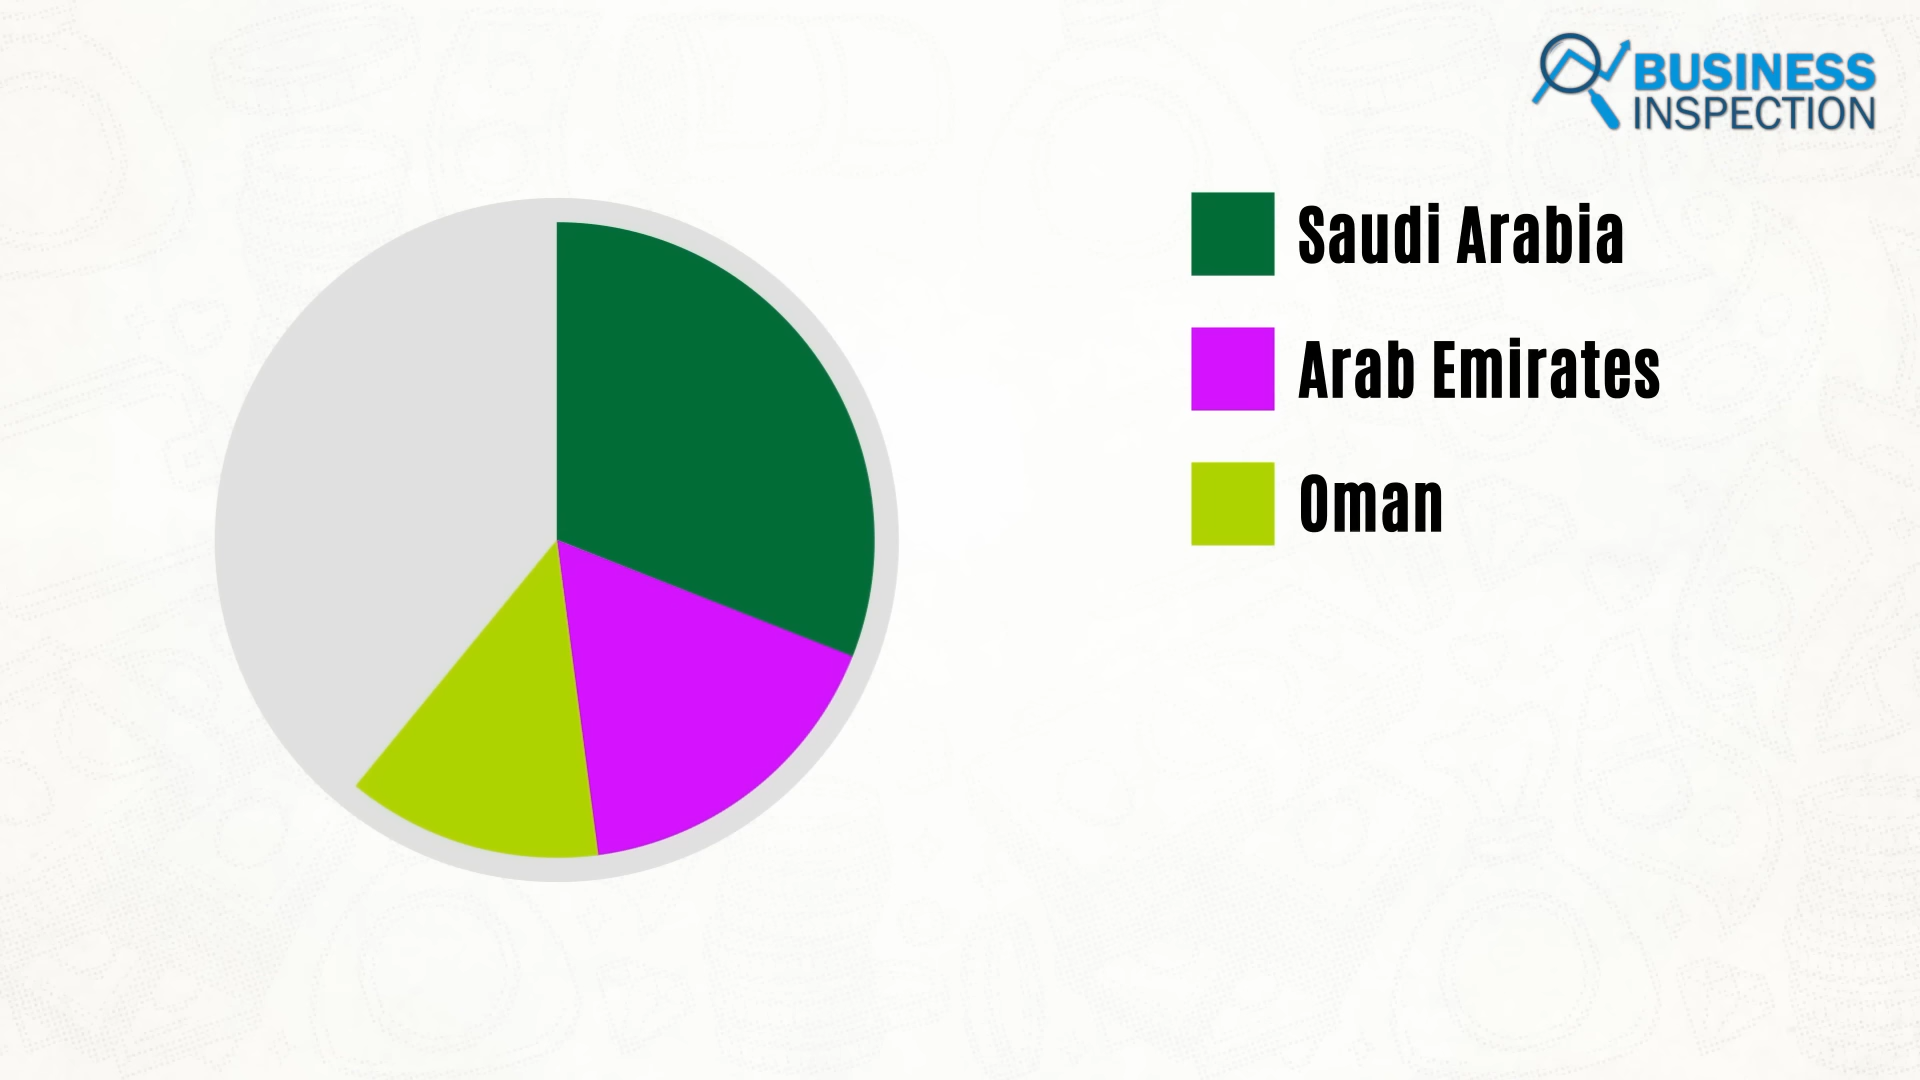 BUSINESS
INSPECTION
Saudi Arabia
Arab Emirates
Oman